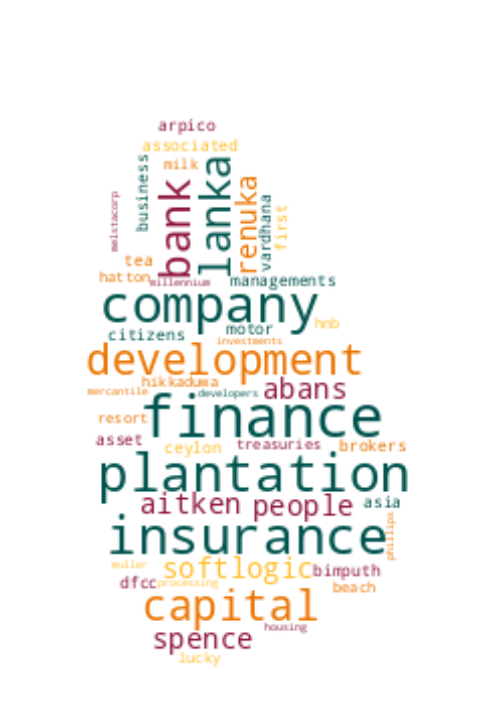 arpico
associated
milk
business
bank
lanka
renuka
vardhana
first
melstacorp
tea
hatton
millennium
managements
company
hnb
motor
citizens
investments
development
hikkaduwa
abans
mercantile
developers
finance
resort
asset
ceylon
treasuries
brokers
plantation
aitken
people
asia
phillips
insurance
muller
softlogic
bimputh
dfcc
processing
beach
capital
housing
spence
lucky